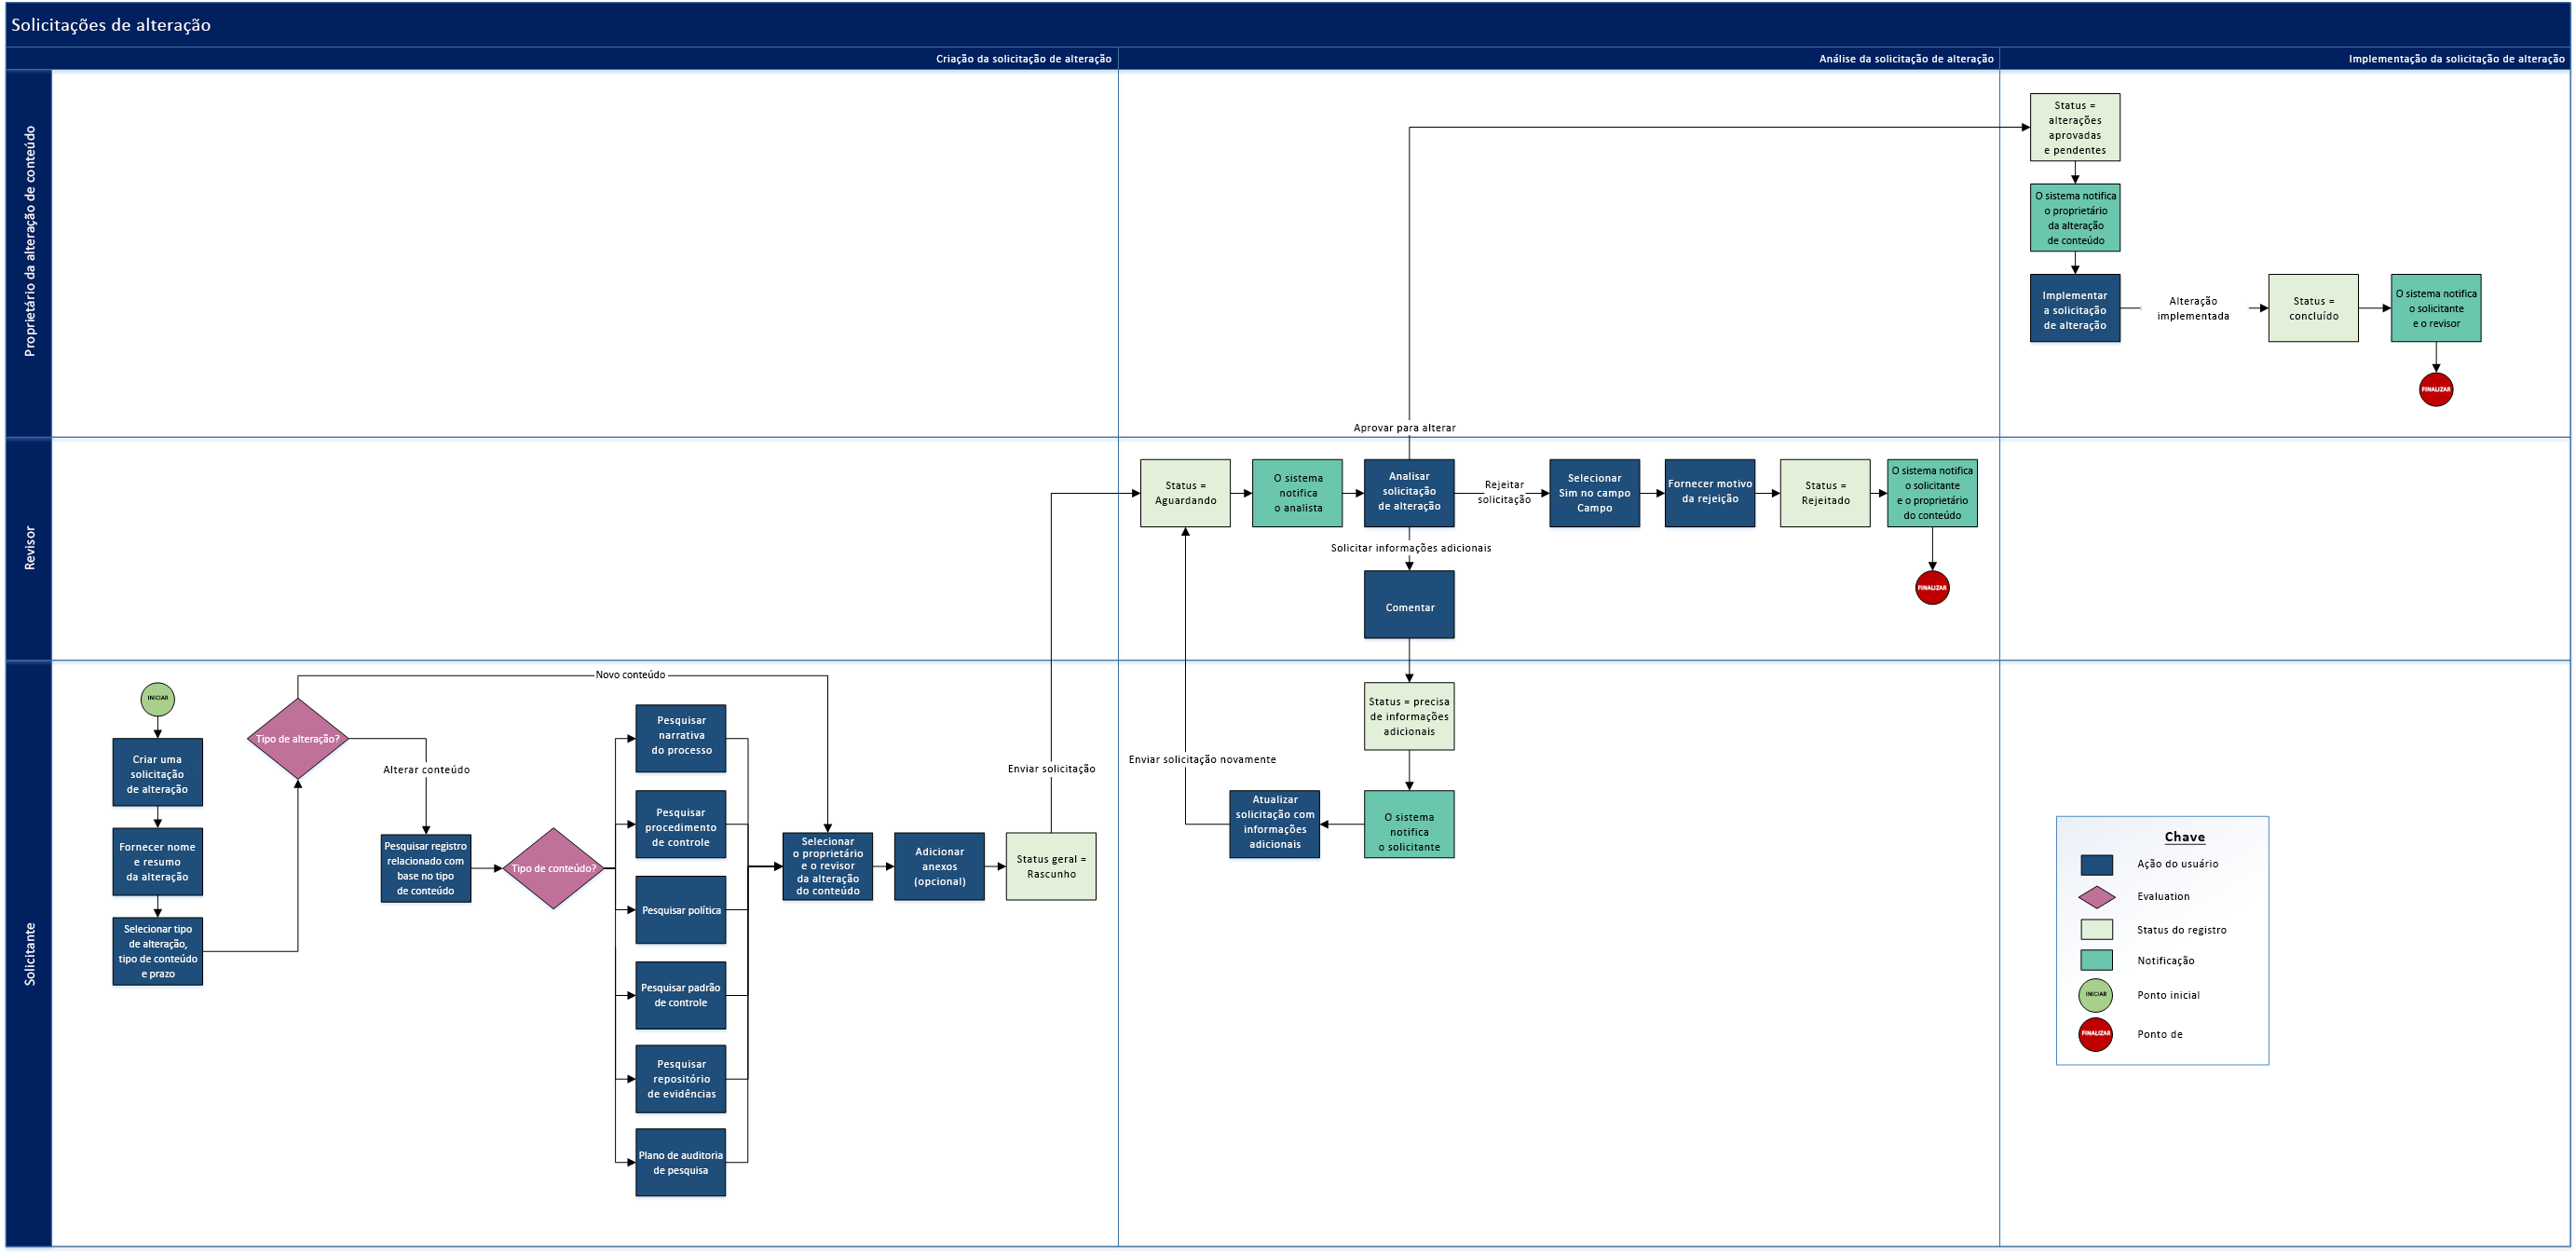 Solicitações de alteração
Criação da solicitação de alteração
Análise da solicitação de alteração
Implementação da solicitação de alteração
Proprietário da alteração de conteúdo
Status =
alterações
aprovadas
e pendentes
O sistema notifica
o proprietário
da alteração
de conteúdo
Implementar
a solicitação
de alteração
Alteração
implementada
Status =
concluído
O sistema notifica
o solicitante
e o revisor
FINALIZAR
Aprovar para alterar
Revisor
Status =
Aguardando
O sistema
notifica
o analista
Analisar
solicitação
de alteração
Rejeitar
solicitação
Selecionar
Sim no campo
Campo
Fornecer motivo
da rejeição
Status =
Rejeitado
O sistema notifica
o solicitante
e o proprietário
do conteúdo
FINALIZAR
Solicitar informações adicionais
Comentar
Solicitante
INICIAR
Criar uma
solicitação
de alteração
Fornecer nome
e resumo
da alteração
Selecionar tipo
de alteração,
tipo de conteúdo
e prazo
Tipo de alteração?
Novo conteúdo
Alterar conteúdo
Pesquisar registro
relacionado com
base no tipo
de conteúdo
Tipo de conteúdo?
Pesquisar
narrativa
do processo
Pesquisar
procedimento
de controle
Pesquisar política
Pesquisar padrão
de controle
Pesquisar
repositório
de evidências
Plano de auditoria
de pesquisa
Selecionar
o proprietário
e o revisor
da alteração
do conteúdo
Adicionar
anexos
(opcional)
Status geral =
Rascunho
Enviar solicitação
Status = precisa
de informações
adicionais
O sistema
notifica
o solicitante
Atualizar
solicitação com
informações
adicionais
Enviar solicitação novamente
Chave
Ação do usuário
Evaluation
Status do registro
Notificação
INICIAR
Ponto inicial
FINALIZAR
Ponto de